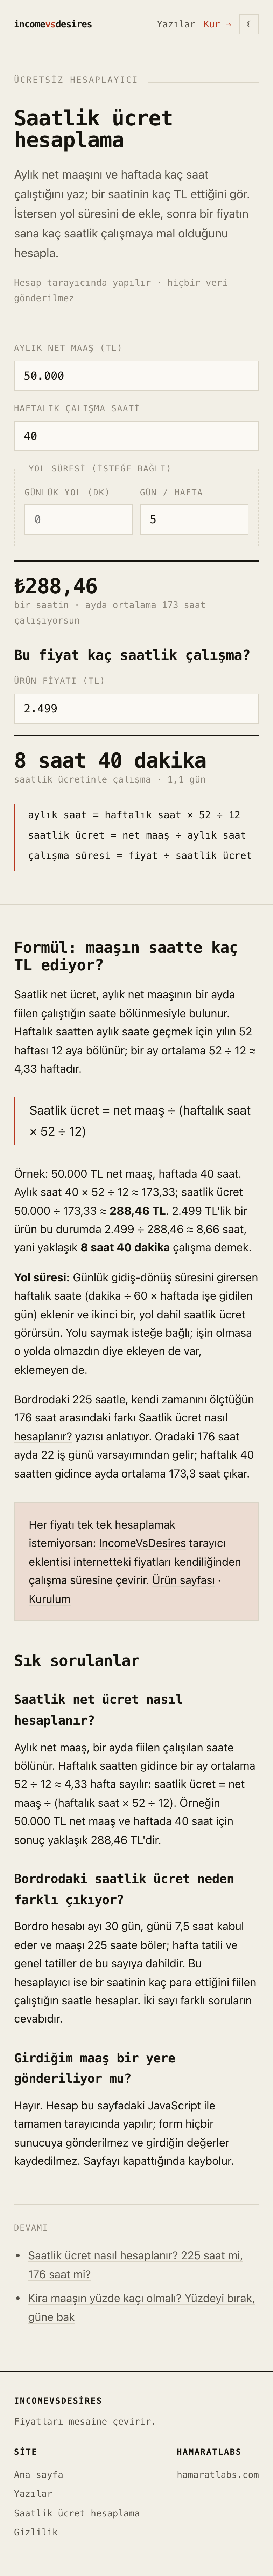 incomevsdesires
Yazılar Kur → ☾
ÜCRETSİZ HESAPLAYICI
Saatlik ücret
hesaplama
Aylık net maaşını ve haftada kaç saat
çalıştığını yaz; bir saatinin kaç TL ettiğini gör.
İstersen yol süresini de ekle, sonra bir fiyatın
sana kaç saatlik çalışmaya mal olduğunu
hesapla.
Hesap tarayıcında yapılır · hiçbir veri
gönderilmez
AYLIK NET MAAŞ (TL)
50.000
HAFTALIK ÇALIŞMA SAATİ
40
YOL SÜRESİ (İSTEĞE BAĞLI)
GÜNLÜK YOL (DK) GÜN / HAFTA
0 5
₺288,46
bir saatin · ayda ortalama 173 saat
çalışıyorsun
Bu fiyat kaç saatlik çalışma?
ÜRÜN FİYATI (TL)
2.499
8 saat 40 dakika
saatlik ücretinle çalışma · 1,1 gün
aylık saat = haftalık saat × 52 ÷ 12
saatlik ücret = net maaş ÷ aylık saat
çalışma süresi = fiyat ÷ saatlik ücret
Formül: maaşın saatte kaç
TL ediyor?
Saatlik net ücret, aylık net maaşının bir ayda
fiilen çalıştığın saate bölünmesiyle bulunur.
Haftalık saatten aylık saate geçmek için yılın 52
haftası 12 aya bölünür; bir ay ortalama 52 ÷ 12 ≈
4,33 haftadır.
Saatlik ücret = net maaş ÷ (haftalık saat
× 52 ÷ 12)
Örnek: 50.000 TL net maaş, haftada 40 saat.
Aylık saat 40 × 52 ÷ 12 ≈ 173,33; saatlik ücret
50.000 ÷ 173,33 ≈ 288,46 TL. 2.499 TL'lik bir
ürün bu durumda 2.499 ÷ 288,46 ≈ 8,66 saat,
yani yaklaşık 8 saat 40 dakika çalışma demek.
Yol süresi: Günlük gidiş-dönüş süresini girersen
haftalık saate (dakika ÷ 60 × haftada işe gidilen
gün) eklenir ve ikinci bir, yol dahil saatlik ücret
görürsün. Yolu saymak isteğe bağlı; işin olmasa
o yolda olmazdın diye ekleyen de var,
eklemeyen de.
Bordrodaki 225 saatle, kendi zamanını ölçtüğün
176 saat arasındaki farkı Saatlik ücret nasıl
hesaplanır? yazısı anlatıyor. Oradaki 176 saat
ayda 22 iş günü varsayımından gelir; haftalık 40
saatten gidince ayda ortalama 173,3 saat çıkar.
Her fiyatı tek tek hesaplamak
istemiyorsan: IncomeVsDesires tarayıcı
eklentisi internetteki fiyatları kendiliğinden
çalışma süresine çevirir. Ürün sayfası ·
Kurulum
Sık sorulanlar
Saatlik net ücret nasıl
hesaplanır?
Aylık net maaş, bir ayda fiilen çalışılan saate
bölünür. Haftalık saatten gidince bir ay ortalama
52 ÷ 12 ≈ 4,33 hafta sayılır: saatlik ücret = net
maaş ÷ (haftalık saat × 52 ÷ 12). Örneğin
50.000 TL net maaş ve haftada 40 saat için
sonuç yaklaşık 288,46 TL'dir.
Bordrodaki saatlik ücret neden
farklı çıkıyor?
Bordro hesabı ayı 30 gün, günü 7,5 saat kabul
eder ve maaşı 225 saate böler; hafta tatili ve
genel tatiller de bu sayıya dahildir. Bu
hesaplayıcı ise bir saatinin kaç para ettiğini fiilen
çalıştığın saatle hesaplar. İki sayı farklı soruların
cevabıdır.
Girdiğim maaş bir yere
gönderiliyor mu?
Hayır. Hesap bu sayfadaki JavaScript ile
tamamen tarayıcında yapılır; form hiçbir
sunucuya gönderilmez ve girdiğin değerler
kaydedilmez. Sayfayı kapattığında kaybolur.
DEVAMI
• Saatlik ücret nasıl hesaplanır? 225 saat mi,
176 saat mi?
• Kira maaşın yüzde kaçı olmalı? Yüzdeyi bırak,
güne bak
INCOMEVSDESİRES
Fiyatları mesaine çevirir.
SİTE
Ana sayfa
Yazılar
Saatlik ücret hesaplama
Gizlilik
HAMARATLABS
hamaratlabs.com